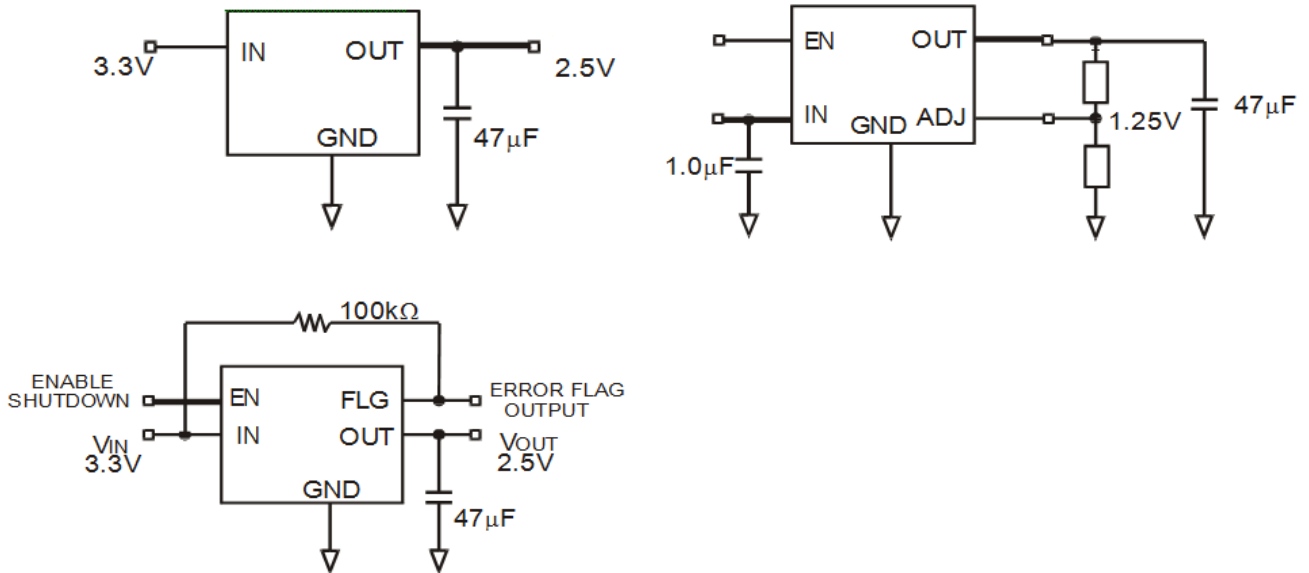 IN
OUT
3.3V
2.5V
GND
47μF
EN
OUT
IN
GND
ADJ
1.25V
47μF
1.0μF
100kΩ
ENABLE
SHUTDOWN
EN
FLG
ERROR FLAG
OUTPUT
VIN
3.3V
IN
OUT
VOUT
2.5V
GND
47μF